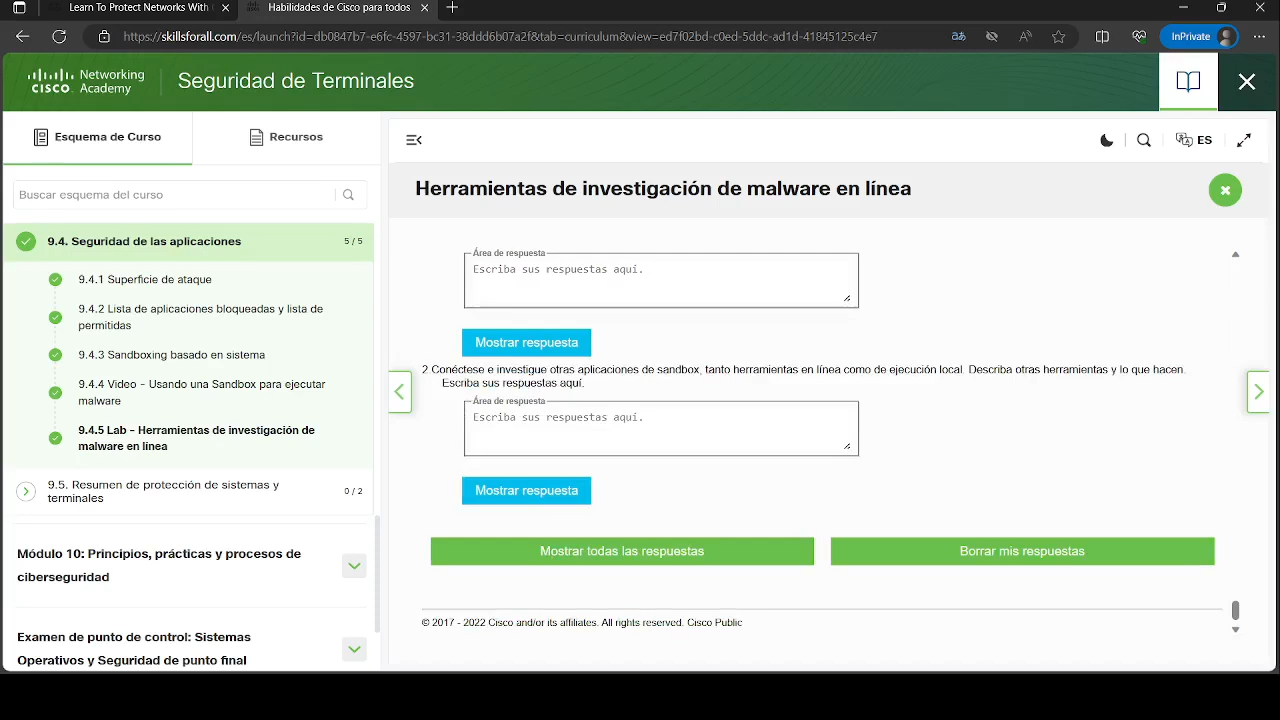 Learn To Protect Networks With
Habilidades de Cisco para todos
https://skillsforall.com/es/launch?id=db0847b7-e6fc-4597-bc31-38ddd6b07a2f&tab=curriculum&view=ed7f02bd-c0ed-5ddc-ad1d-41845125c4e7
InPrivate
Networking
CISCO Academy
Seguridad de Terminales
Esquema de Curso
Recursos
ES
Buscar esquema del curso
Herramientas de investigación de malware en línea
9.4. Seguridad de las aplicaciones
5 / 5
9.4.1 Superficie de ataque
9.4.2 Lista de aplicaciones bloqueadas y lista de
permitidas
9.4.3 Sandboxing basado en sistema
9.4.4 Video - Usando una Sandbox para ejecutar
malware
9.4.5 Lab - Herramientas de investigación de
malware en línea
9.5. Resumen de protección de sistemas y
terminales
0 / 2
Módulo 10: Principios, prácticas y procesos de
ciberseguridad
Examen de punto de control: Sistemas
Operativos y Seguridad de punto final
Área de respuesta
Escriba sus respuestas aquí.
Mostrar respuesta
2 Conéctese e investigue otras aplicaciones de sandbox, tanto herramientas en línea como de ejecución local. Describa otras herramientas y lo que hacen.
Escriba sus respuestas aquí.
Área de respuesta
Escriba sus respuestas aquí.
Mostrar respuesta
Mostrar todas las respuestas
Borrar mis respuestas
© 2017 - 2022 Cisco and/or its affiliates. All rights reserved. Cisco Public